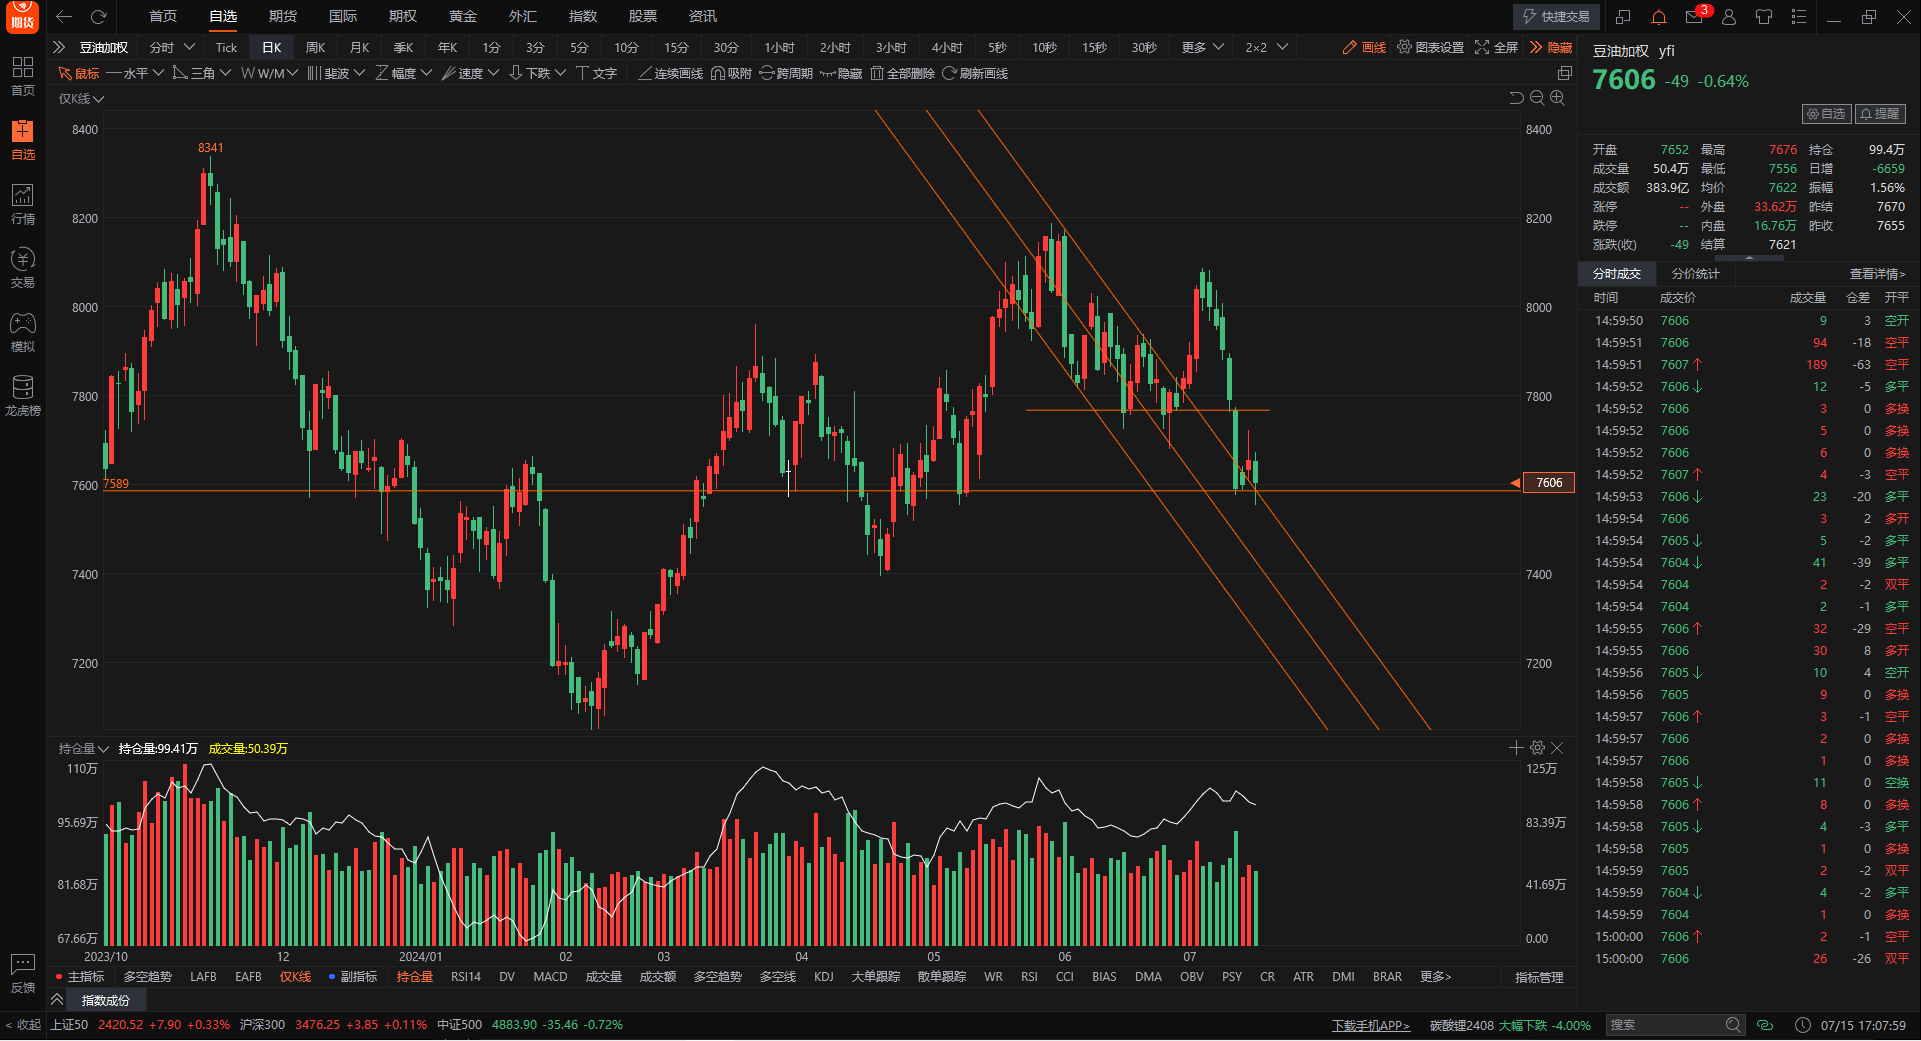 期货
首页 自选 期货 国际 期权 黄金 外汇 指数 股票 资讯
快捷交易 3
豆油加权 分时 Tick 日K 周K 月K 季K 年K 1分 3分 5分 10分 15分 30分 1小时 2小时 3小时 4小时 5秒 10秒 15秒 30秒 更多 2×2 画线 图表设置 全屏 隐藏
鼠标 水平 三角 W/M 斐波 幅度 速度 下跌 文字 连续画线 吸附 跨周期 隐藏 全部删除 刷新画线
首页
自选
行情
交易
模拟
龙虎榜
反馈
< 收起
仅K线
8400 8400
8341
8200 8200
8000 8000
7800 7800
7600 7589 7606
7400 7400
7200 7200
持仓量 持仓量:99.41万 成交量:50.39万
110万 125万
95.69万 83.39万
81.68万 41.69万
67.66万 0.00
2023/10 12 2024/01 02 03 04 05 06 07
主指标 多空趋势 LAFB EAFB 仅K线 副指标 持仓量 RSI14 DV MACD 成交量 成交额 多空趋势 多空线 KDJ 大单跟踪 散单跟踪 WR RSI CCI BIAS DMA OBV PSY CR ATR DMI BRAR 更多> 指标管理
指数成份
豆油加权 yfi
7606 -49 -0.64%
自选 提醒
开盘 7652 最高 7676 持仓 99.4万
成交量 50.4万 最低 7556 日增 -6659
成交额 383.9亿 均价 7622 振幅 1.56%
涨停 -- 外盘 33.62万 昨结 7670
跌停 -- 内盘 16.76万 昨收 7655
涨跌(收) -49 结算 7621
分时成交 分价统计 查看详情>
时间 成交价 成交量 仓差 开平
14:59:50 7606 9 3 空开
14:59:51 7606 94 -18 空平
14:59:51 7607↑ 189 -63 空平
14:59:52 7606↓ 12 -5 多平
14:59:52 7606 3 0 多换
14:59:52 7606 5 0 多换
14:59:52 7606 6 0 多换
14:59:52 7607↑ 4 -3 空平
14:59:53 7606↓ 23 -20 多平
14:59:54 7606 3 2 多开
14:59:54 7605↓ 5 -2 多平
14:59:54 7604↓ 41 -39 多平
14:59:54 7604 2 -2 双平
14:59:54 7604 2 -1 多平
14:59:55 7606↑ 32 -29 空平
14:59:55 7606 30 8 多开
14:59:56 7605↓ 10 4 空开
14:59:56 7605 9 0 多换
14:59:57 7606↑ 3 -1 空平
14:59:57 7606 2 0 多换
14:59:57 7606 1 0 多换
14:59:58 7605↓ 11 0 空换
14:59:58 7606↑ 8 0 多换
14:59:58 7605↓ 4 -3 多平
14:59:58 7605 1 0 多换
14:59:59 7605 2 -2 双平
14:59:59 7604↓ 4 -2 多平
14:59:59 7604 1 0 多换
15:00:00 7606↑ 2 -1 空平
15:00:00 7606 26 -26 双平
上证50 2420.52 +7.90 +0.33% 沪深300 3476.25 +3.85 +0.11% 中证500 4883.90 -35.46 -0.72% 下载手机APP> 碳酸锂2408 大幅下跌 -4.00% 搜索 07/15 17:07:59